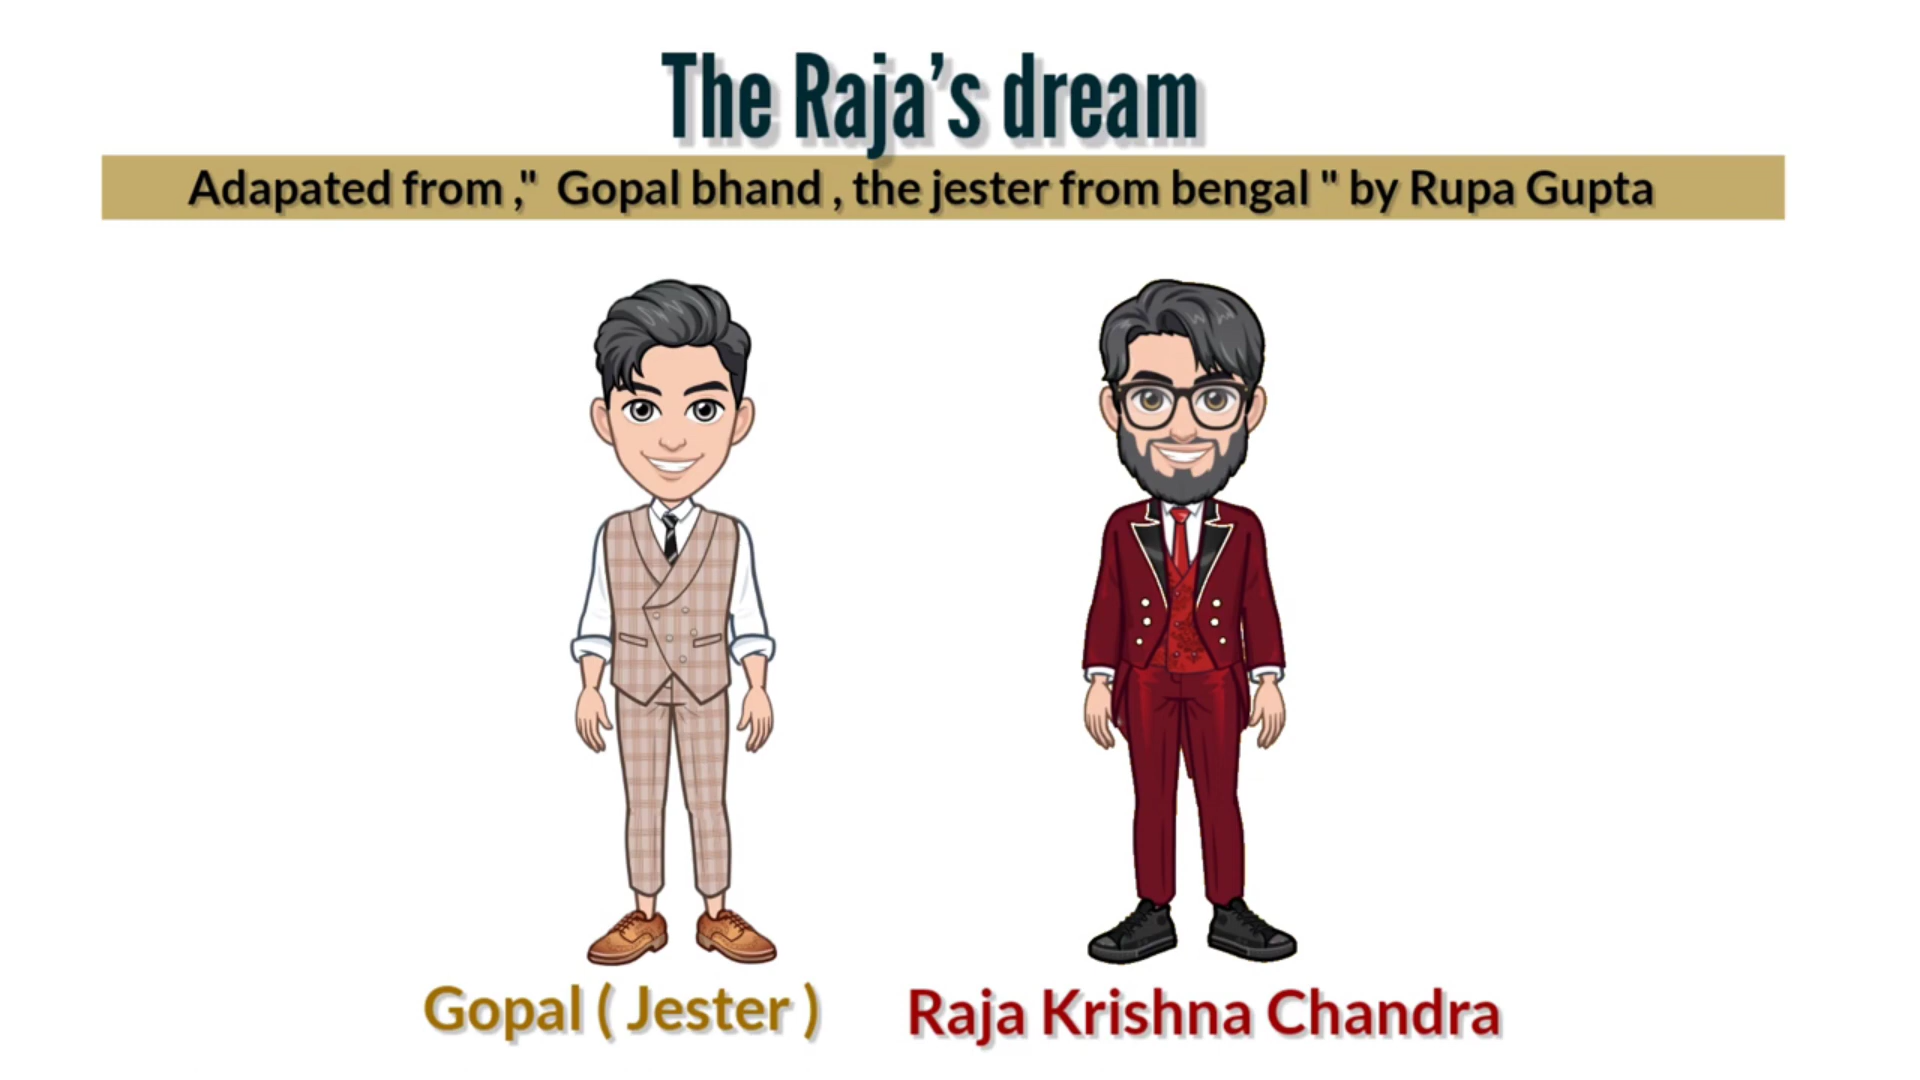 The Raja’s dream
Adapated from ," Gopal bhand , the jester from bengal " by Rupa Gupta
Gopal ( Jester )
Raja Krishna Chandra